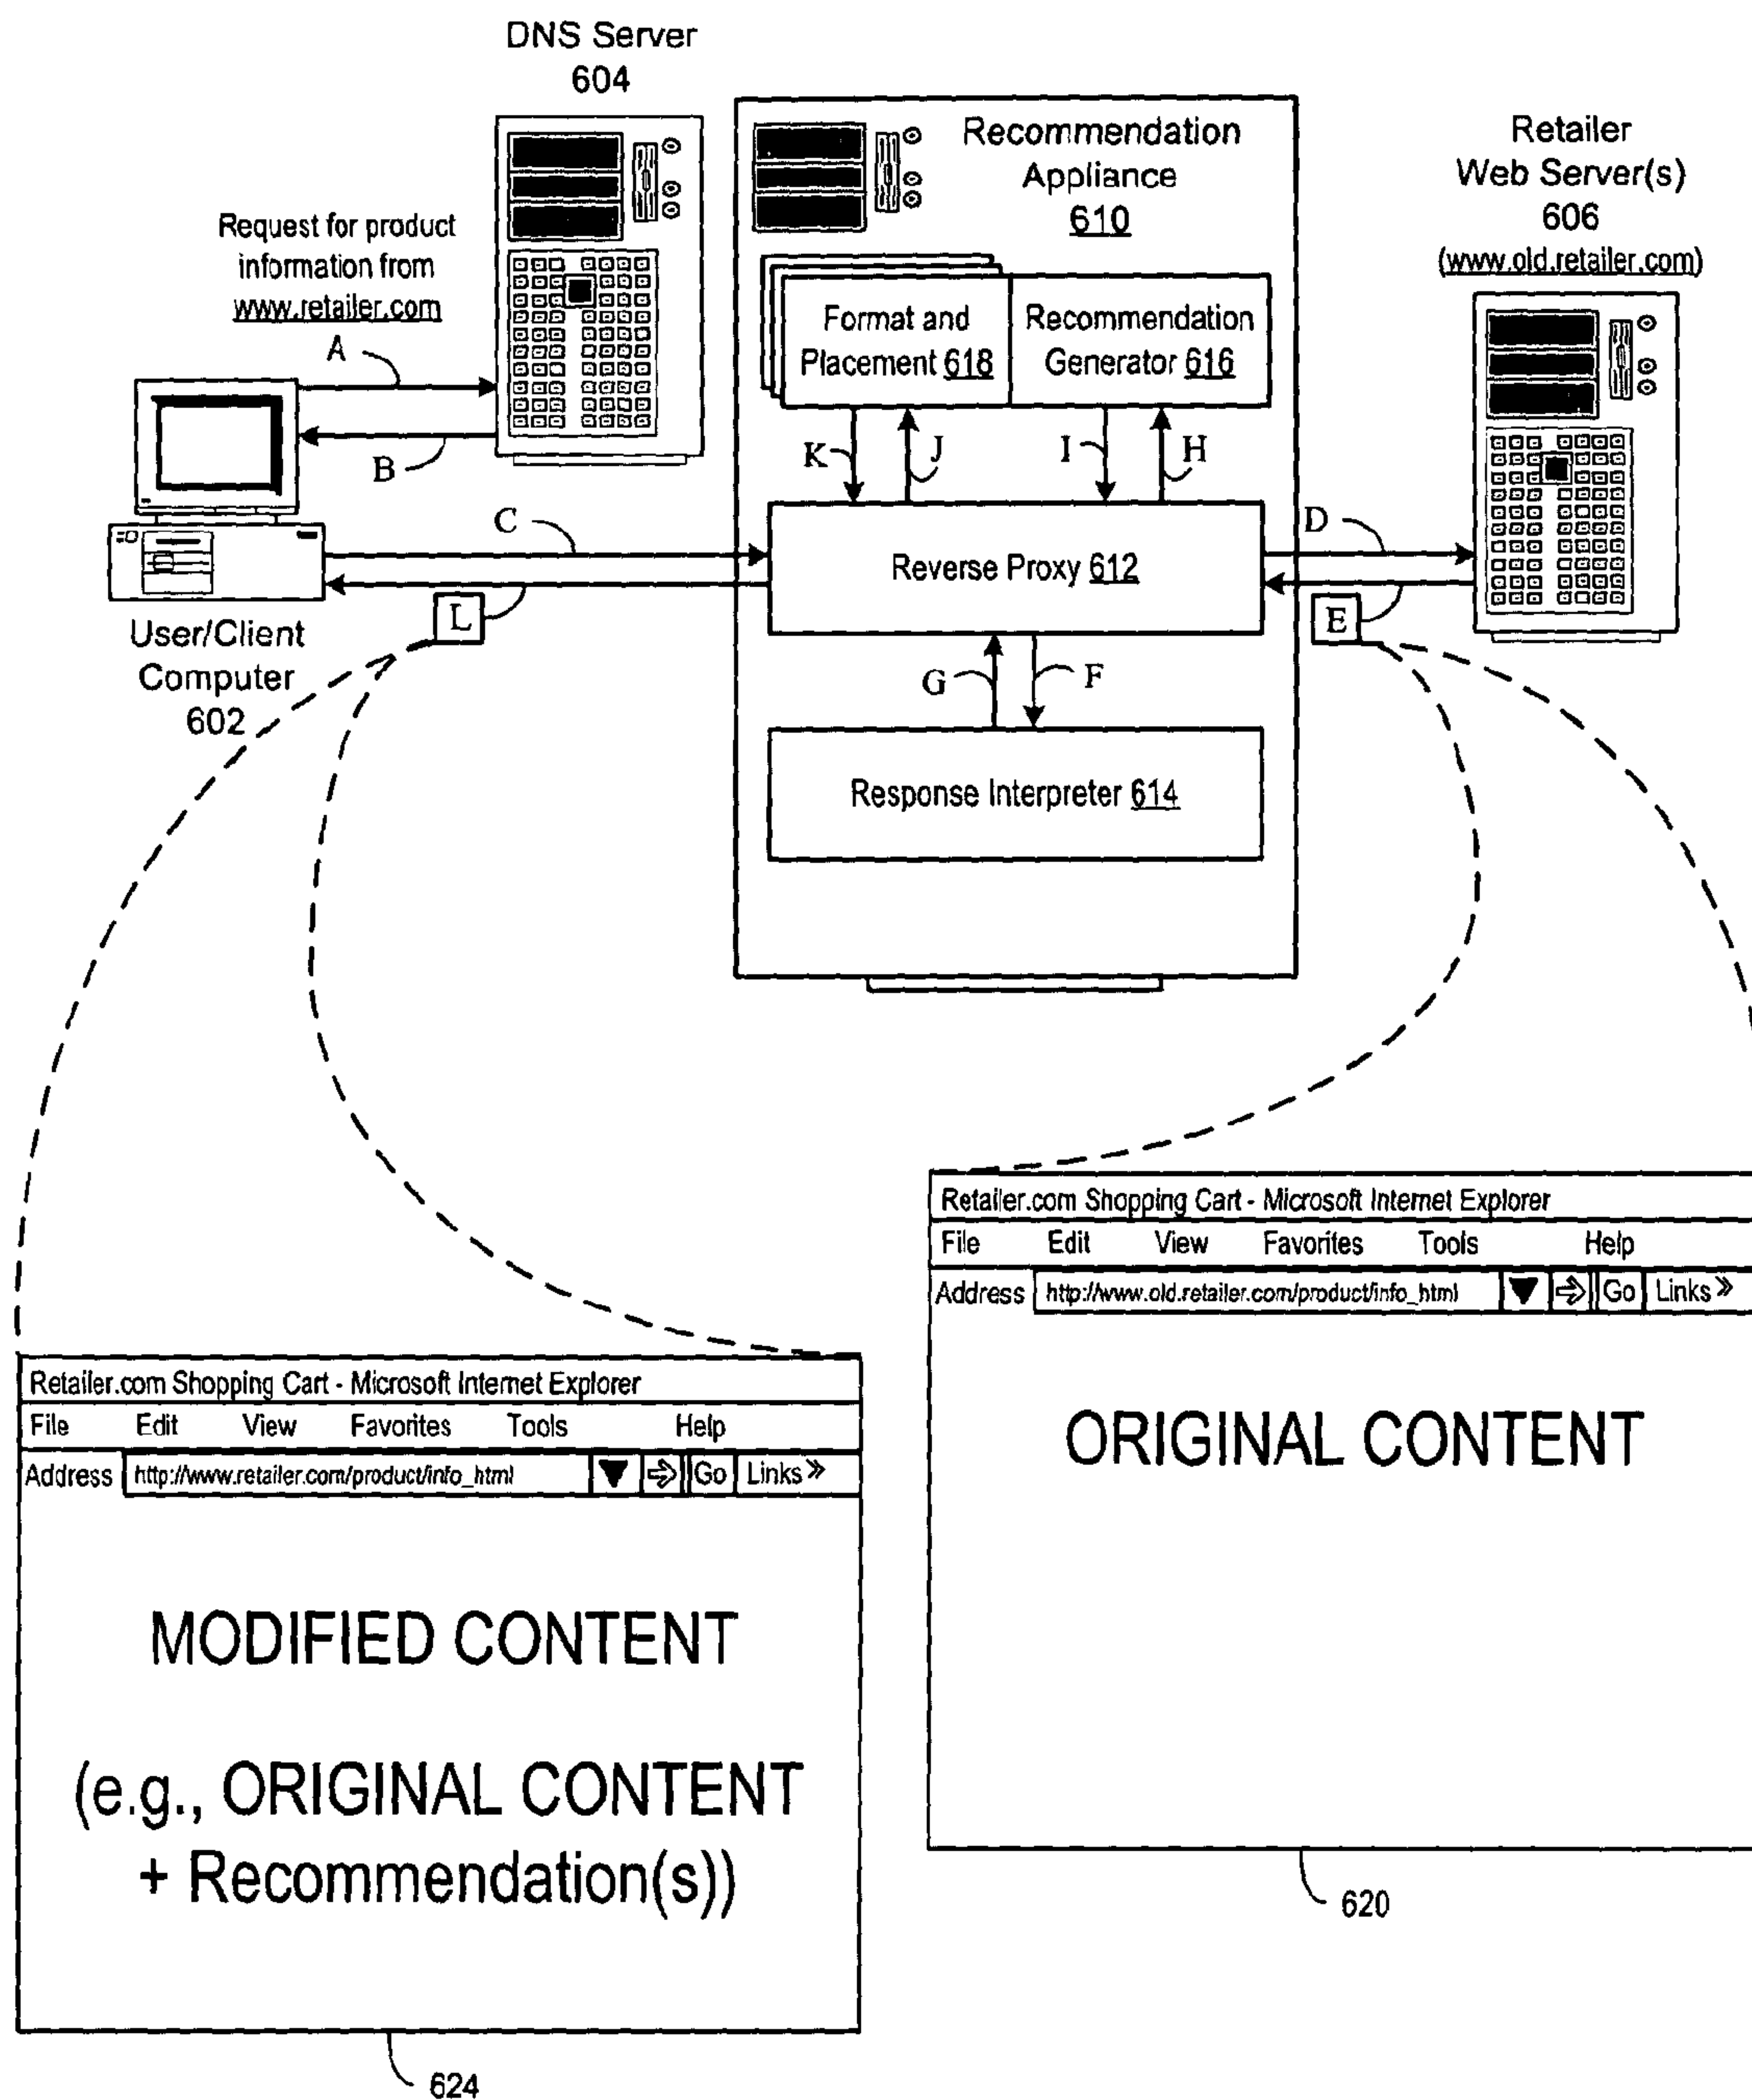 DNS Server
604
Request for product
information from
www.retailer.com
A
B
Recommendation
Appliance
610
Retailer
Web Server(s)
606
(www.old.retailer.com)
Format and
Placement 618
Recommendation
Generator 616
K
J
I
H
C
D
Reverse Proxy 612
L
E
User/Client
Computer
602
G
F
Response Interpreter 614
Retailer.com Shopping Cart - Microsoft Internet Explorer
File Edit View Favorites Tools Help
Address http://www.old.retailer.com/product/info_html Go Links »
ORIGINAL CONTENT
620
Retailer.com Shopping Cart - Microsoft Internet Explorer
File Edit View Favorites Tools Help
Address http://www.retailer.com/product/info_html Go Links »
MODIFIED CONTENT
(e.g., ORIGINAL CONTENT
+ Recommendation(s))
624